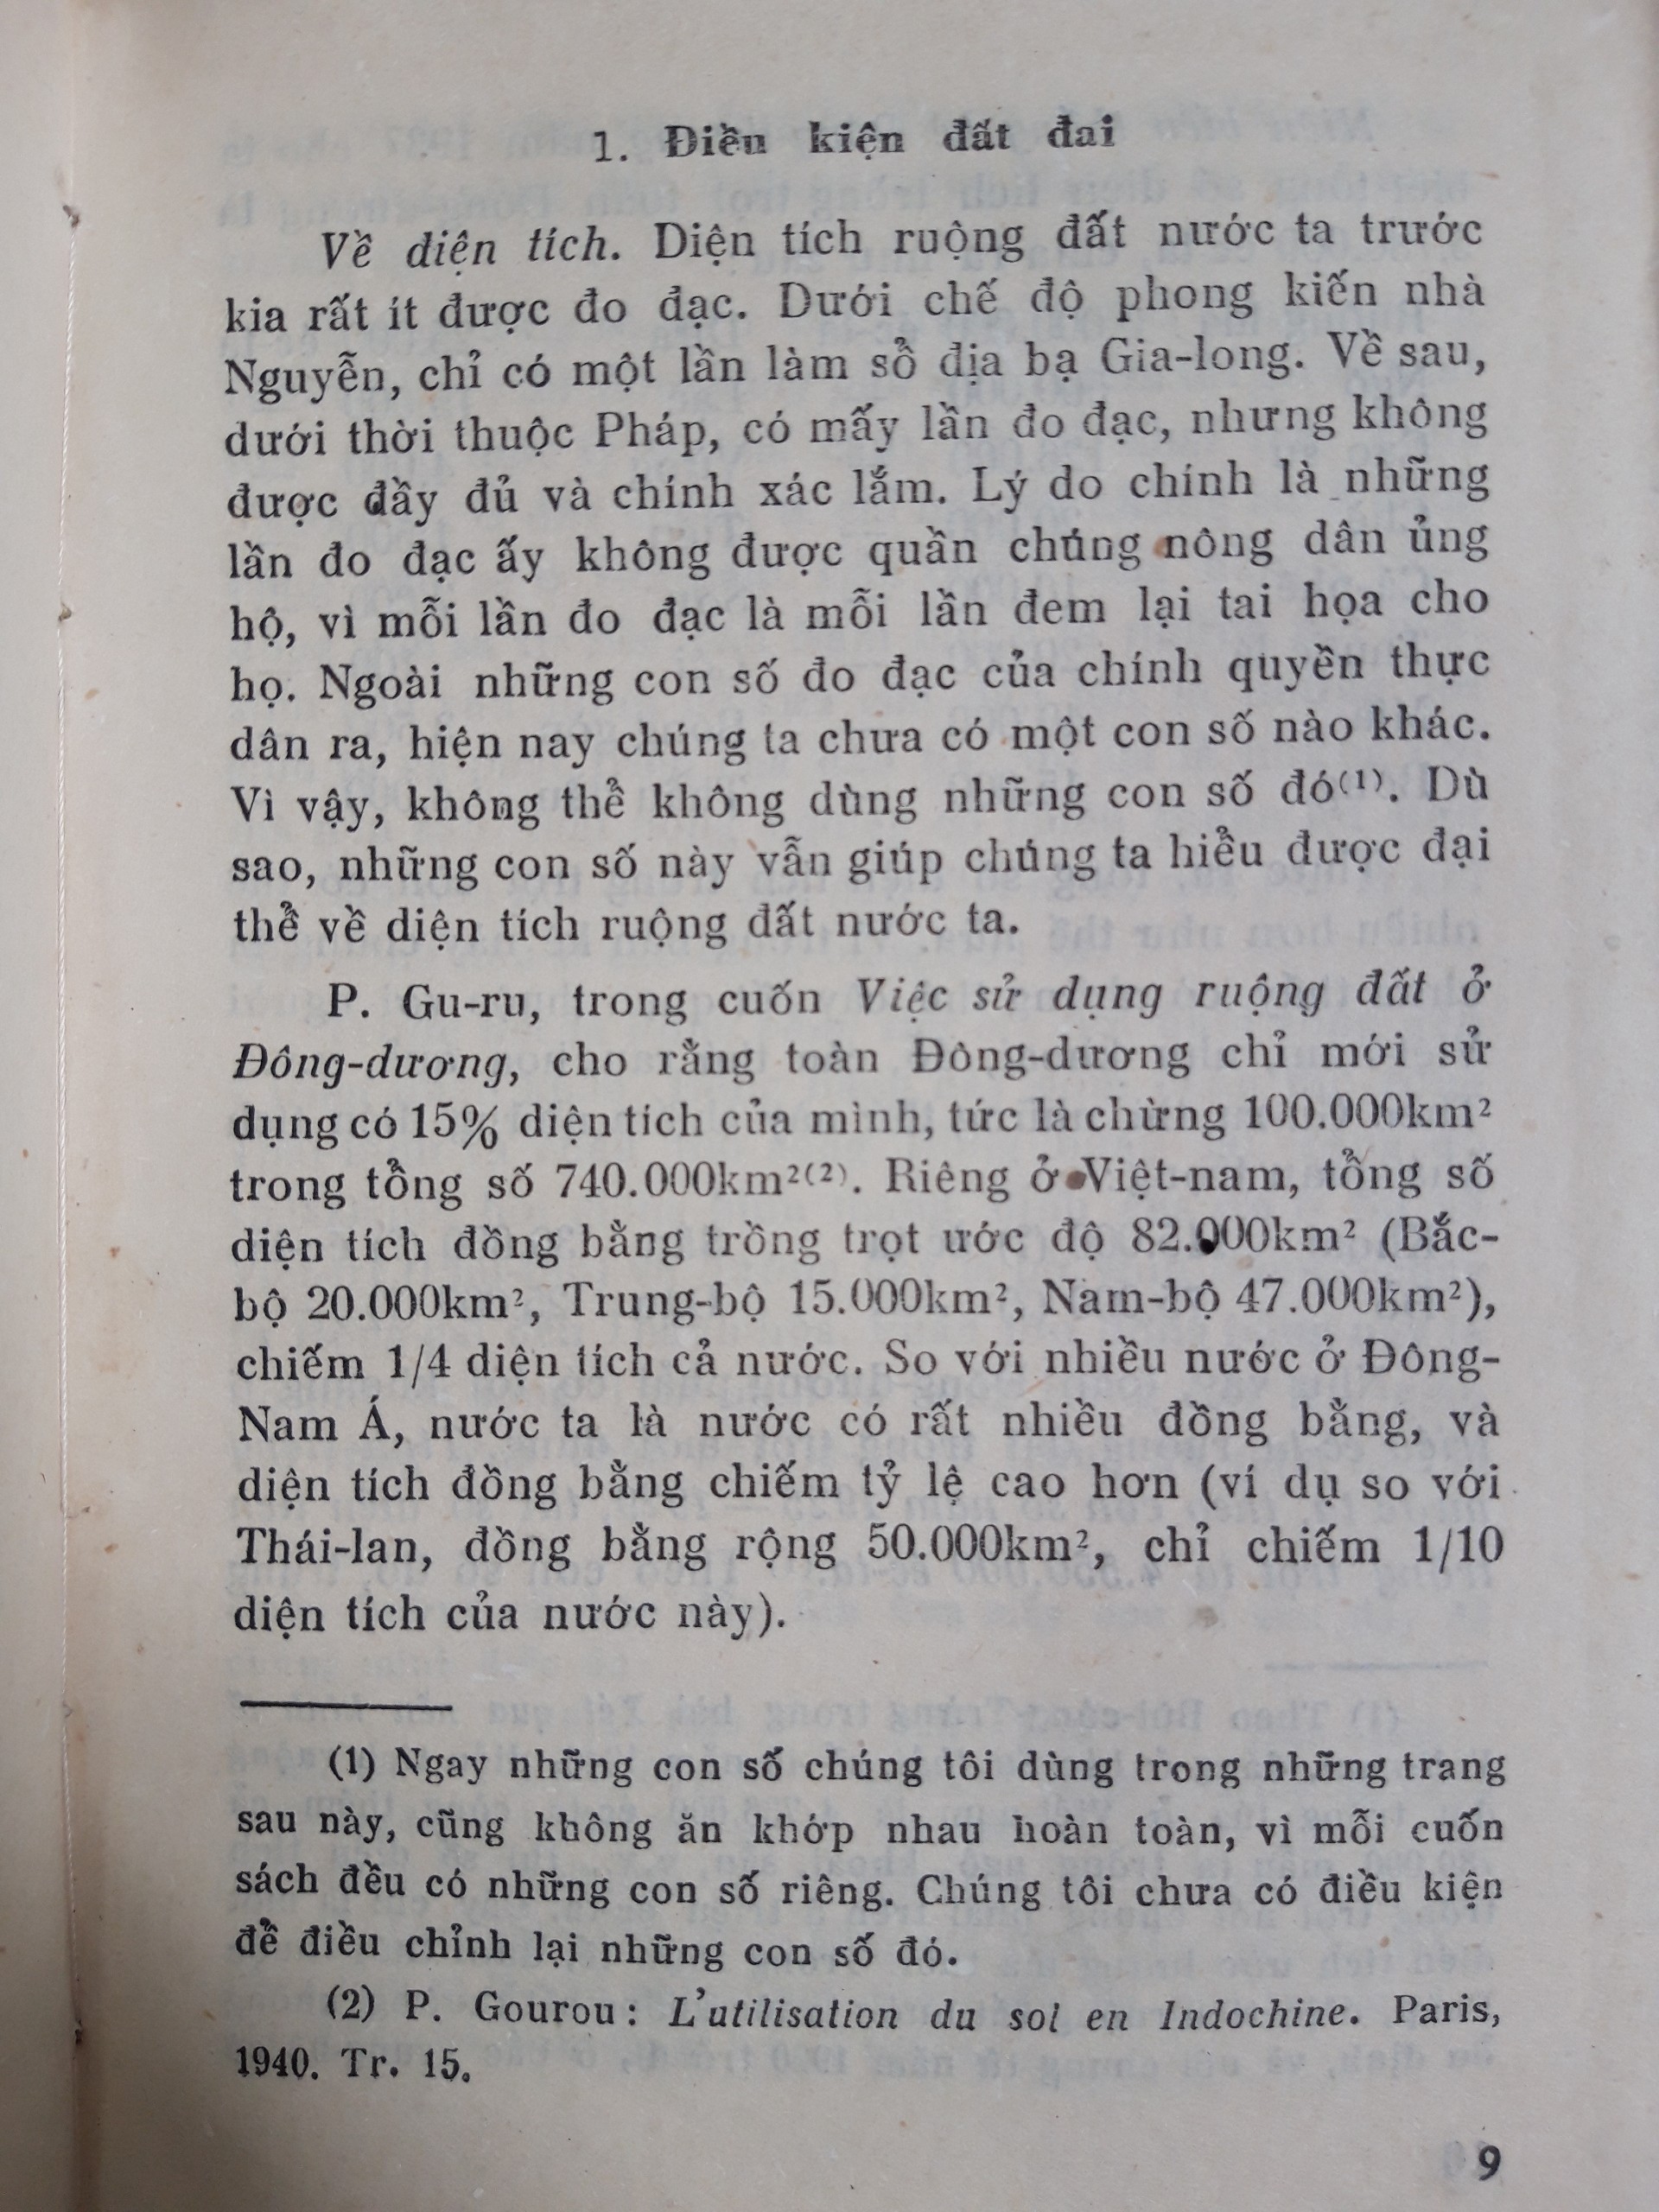 1. Điều kiện đất đai
Về diện tích. Diện tích ruộng đất nước ta trước
kia rất ít được đo đạc. Dưới chế độ phong kiến nhà
Nguyễn, chỉ có một lần làm sổ địa bạ Gia-long. Về sau,
dưới thời thuộc Pháp, có mấy lần đo đạc, nhưng không
được đầy đủ và chính xác lắm. Lý do chính là những
lần đo đạc ấy không được quần chúng nông dân ủng
hộ, vì mỗi lần đo đạc là mỗi lần đem lại tai họa cho
họ. Ngoài những con số đo đạc của chính quyền thực
dân ra, hiện nay chúng ta chưa có một con số nào khác.
Vì vậy, không thể không dùng những con số đó(1). Dù
sao, những con số này vẫn giúp chúng ta hiểu được đại
thể về diện tích ruộng đất nước ta.
P. Gu-ru, trong cuốn Việc sử dụng ruộng đất ở
Đông-dương, cho rằng toàn Đông-dương chỉ mới sử
dụng có 15% diện tích của mình, tức là chừng 100.000km²
trong tổng số 740.000km²(2). Riêng ở Việt-nam, tổng số
diện tích đồng bằng trồng trọt ước độ 82.000km² (Bắc-
bộ 20.000km², Trung-bộ 15.000km², Nam-bộ 47.000km²),
chiếm 1/4 diện tích cả nước. So với nhiều nước ở Đông-
Nam Á, nước ta là nước có rất nhiều đồng bằng, và
diện tích đồng bằng chiếm tỷ lệ cao hơn (ví dụ so với
Thái-lan, đồng bằng rộng 50.000km², chỉ chiếm 1/10
diện tích của nước này).
(1) Ngay những con số chúng tôi dùng trong những trang
sau này, cũng không ăn khớp nhau hoàn toàn, vì mỗi cuốn
sách đều có những con số riêng. Chúng tôi chưa có điều kiện
để điều chỉnh lại những con số đó.
(2) P. Gourou: L'utilisation du sol en Indochine. Paris,
1940. Tr. 15.
9